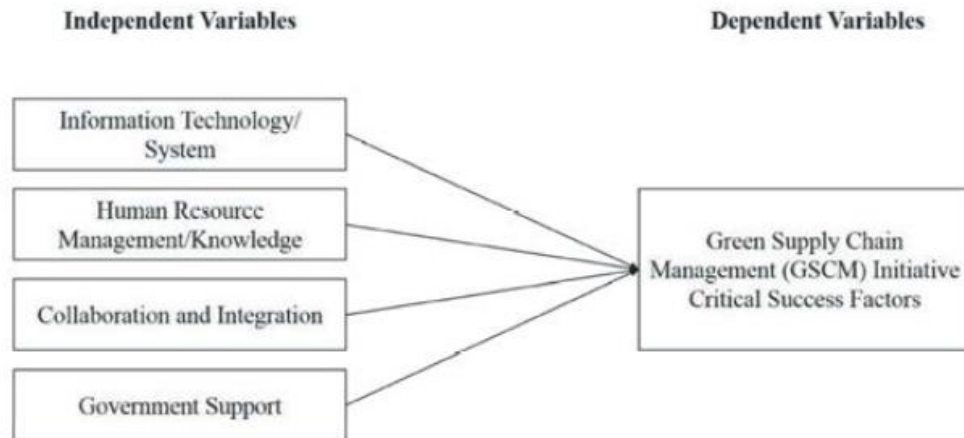 Independent Variables
Dependent Variables
Information Technology/
System
Human Resource
Management/Knowledge
Collaboration and Integration
Government Support
Green Supply Chain
Management (GSCM) Initiative
Critical Success Factors